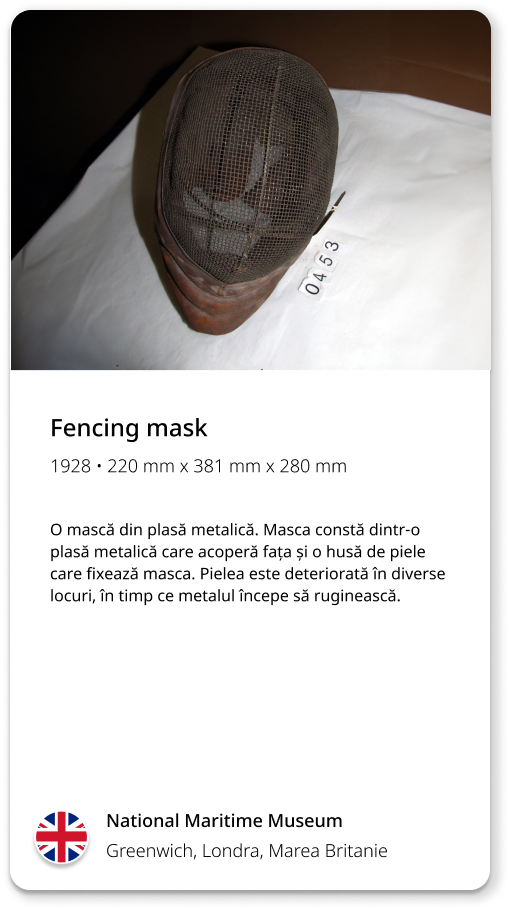 0453
Fencing mask
1928 • 220 mm x 381 mm x 280 mm
O mască din plasă metalică. Masca constă dintr-o
plasă metalică care acoperă fața și o husă de piele
care fixează masca. Pielea este deteriorată în diverse
locuri, în timp ce metalul începe să ruginească.
National Maritime Museum
Greenwich, Londra, Marea Britanie